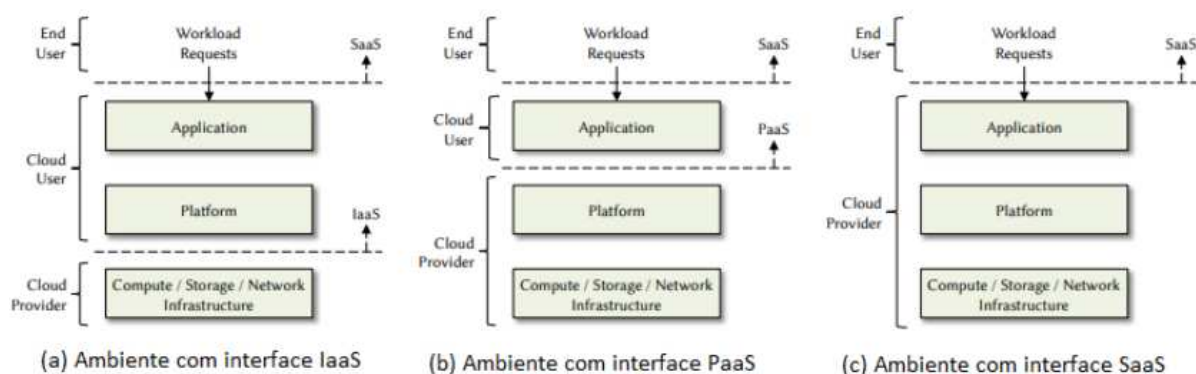 End
User
Workload
Requests
SaaS
Cloud
User
Application
Platform
IaaS
Cloud
Provider
Compute / Storage / Network
Infrastructure
(a) Ambiente com interface IaaS
End
User
Workload
Requests
SaaS
Cloud
User
Application
PaaS
Cloud
Provider
Platform
Compute / Storage / Network
Infrastructure
(b) Ambiente com interface PaaS
End
User
Workload
Requests
SaaS
Application
Cloud
Provider
Platform
Compute / Storage / Network
Infrastructure
(c) Ambiente com interface SaaS